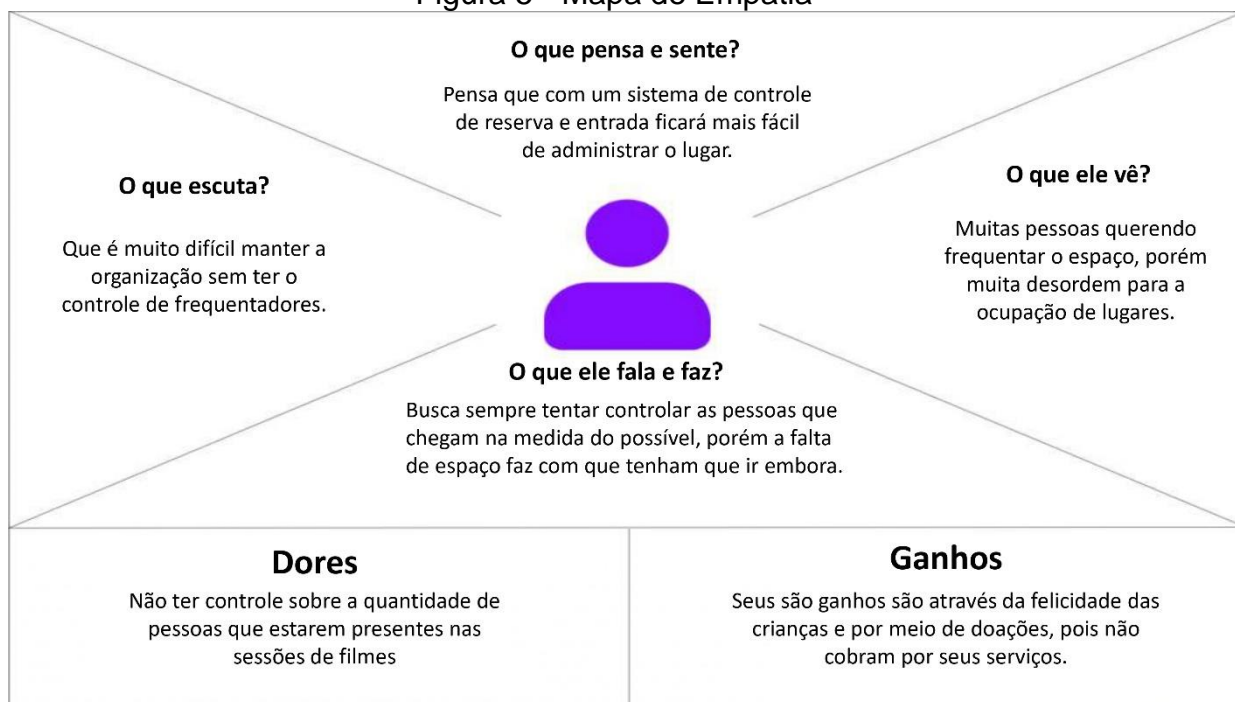 O que pensa e sente?
Pensa que com um sistema de controle
de reserva e entrada ficará mais fácil
de administrar o lugar.
O que escuta?
Que é muito difícil manter a
organização sem ter o
controle de frequentadores.
O que ele vê?
Muitas pessoas querendo
frequentar o espaço, porém
muita desordem para a
ocupação de lugares.
O que ele fala e faz?
Busca sempre tentar controlar as pessoas que
chegam na medida do possível, porém a falta
de espaço faz com que tenham que ir embora.
Dores
Não ter controle sobre a quantidade de
pessoas que estarem presentes nas
sessões de filmes
Ganhos
Seus são ganhos são através da felicidade das
crianças e por meio de doações, pois não
cobram por seus serviços.